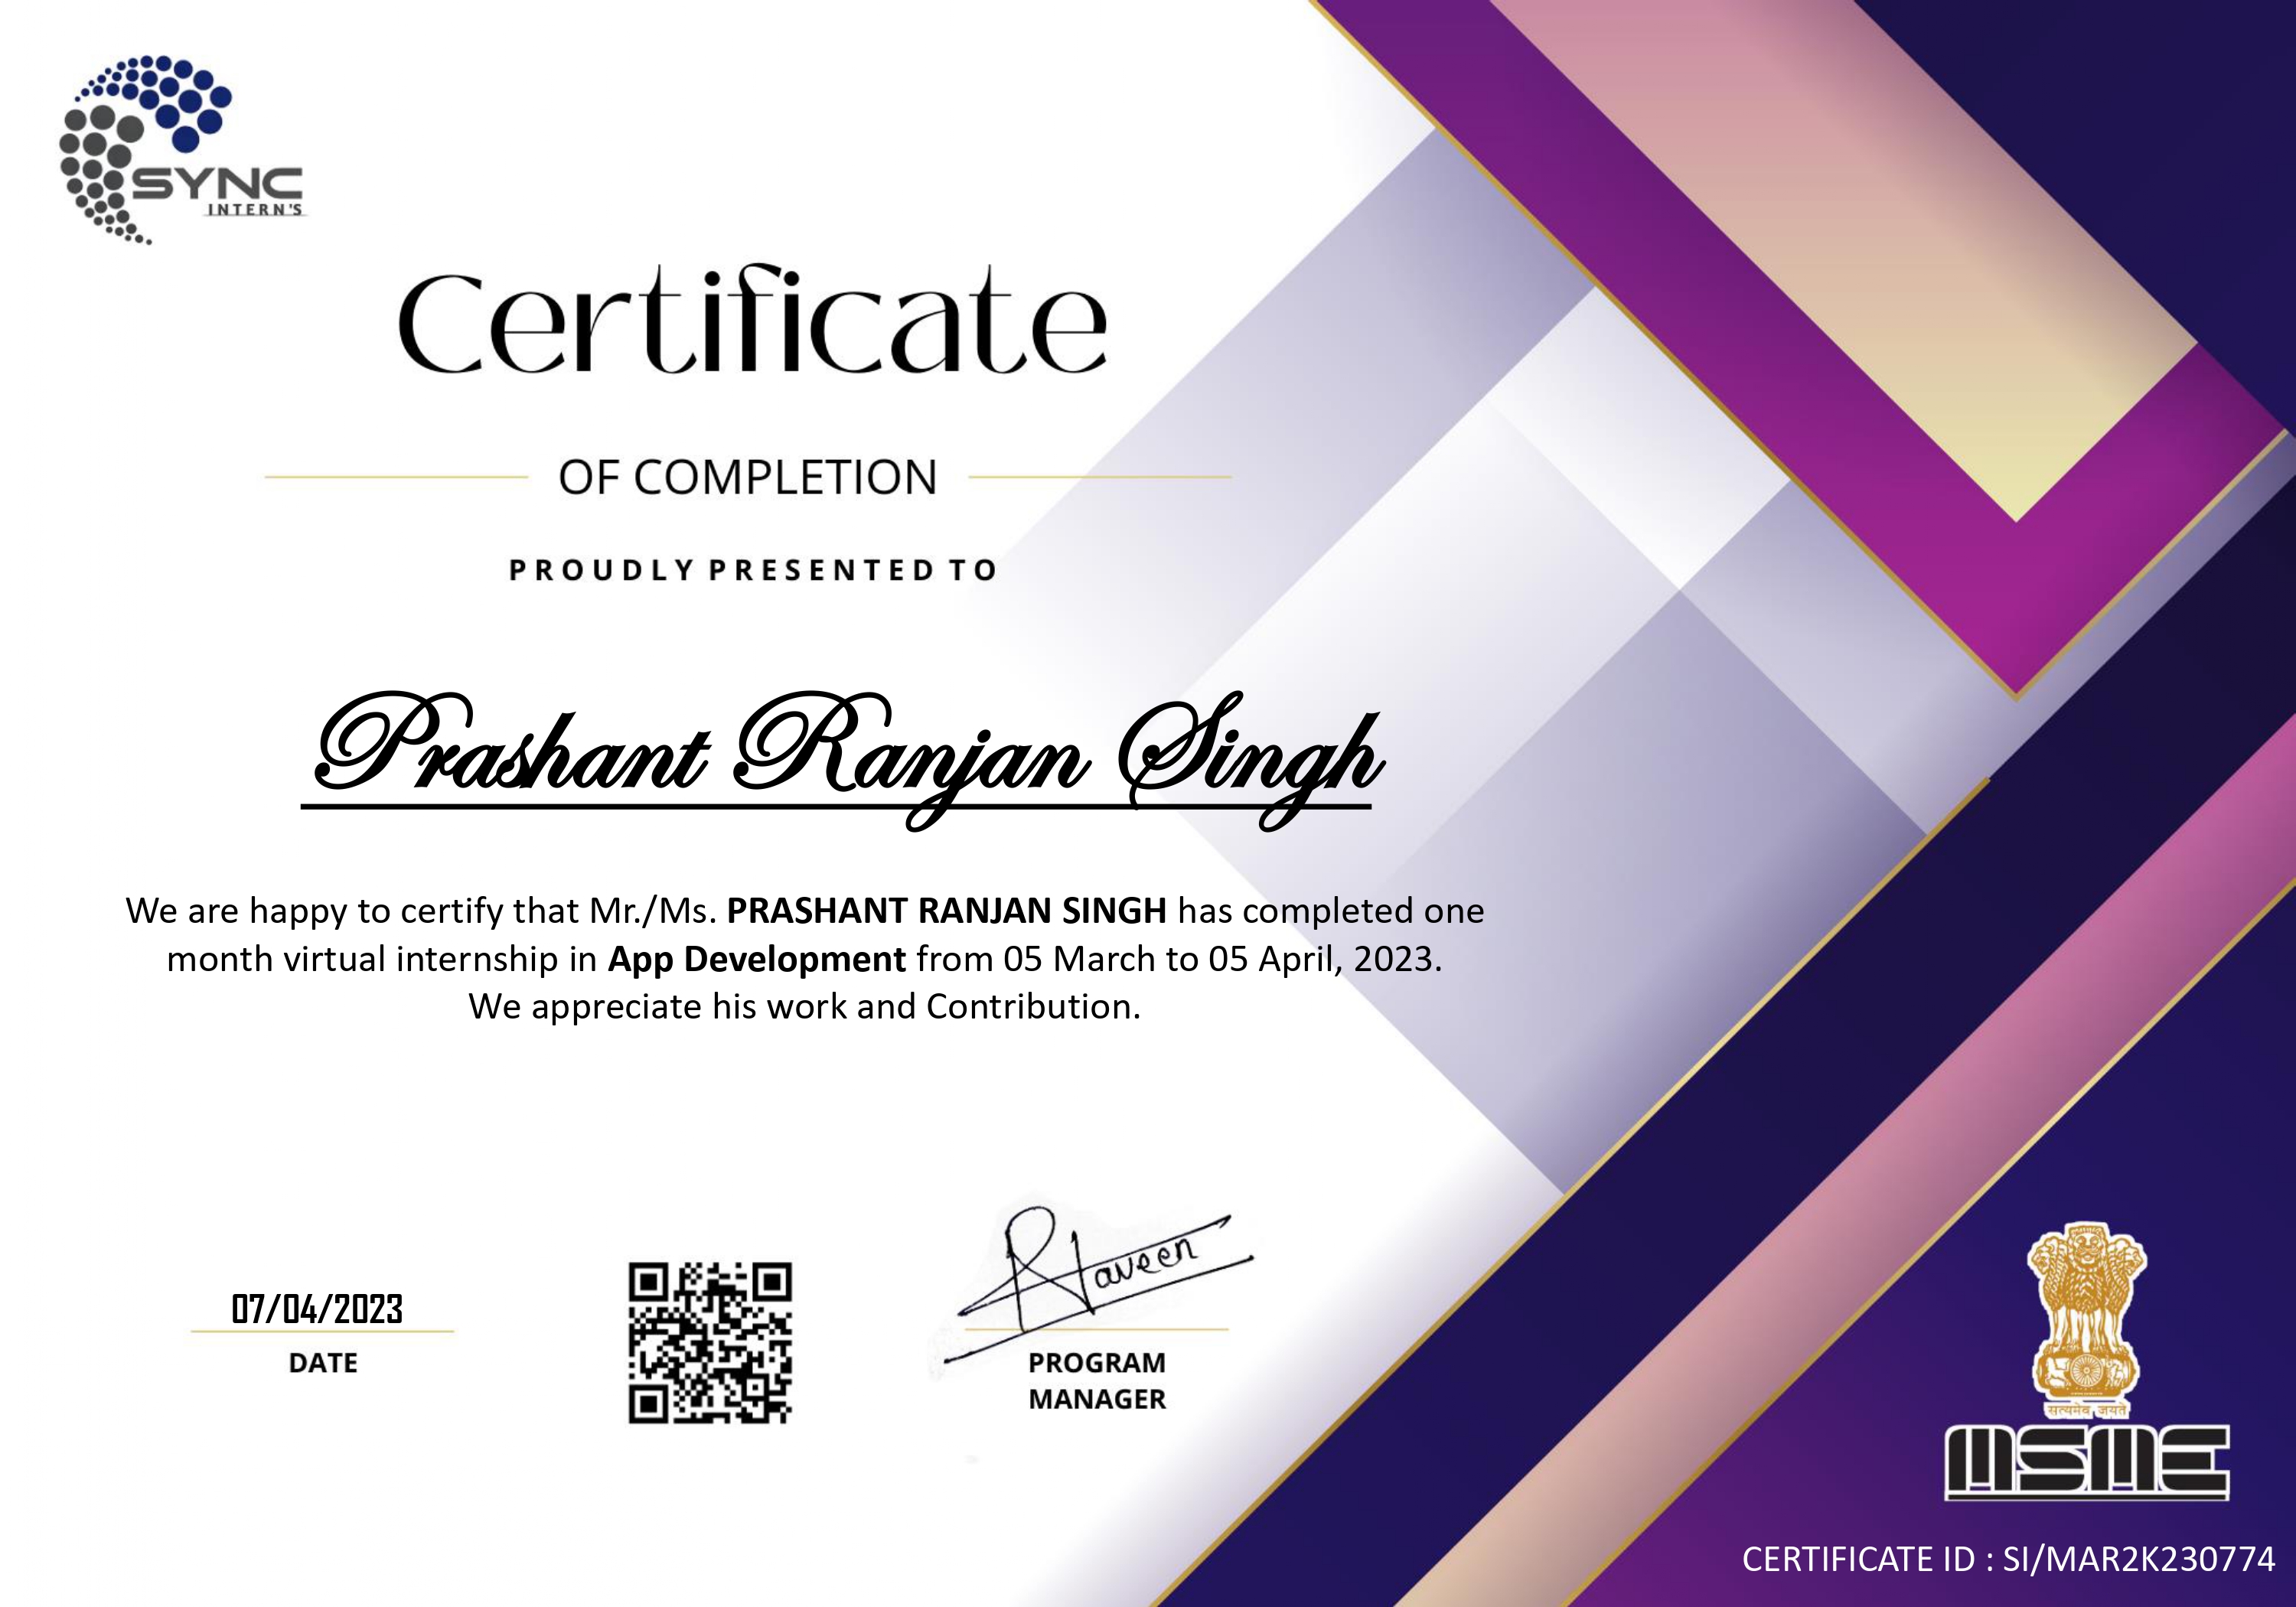 SYNC
INTERN'S
Certificate
OF COMPLETION
PROUDLY PRESENTED TO
Prashant Ranjan Singh
We are happy to certify that Mr./Ms. PRASHANT RANJAN SINGH has completed one
month virtual internship in App Development from 05 March to 05 April, 2023.
We appreciate his work and Contribution.
07/04/2023
DATE
PROGRAM
MANAGER
सत्यमेव जयते
MSME
CERTIFICATE ID : SI/MAR2K230774